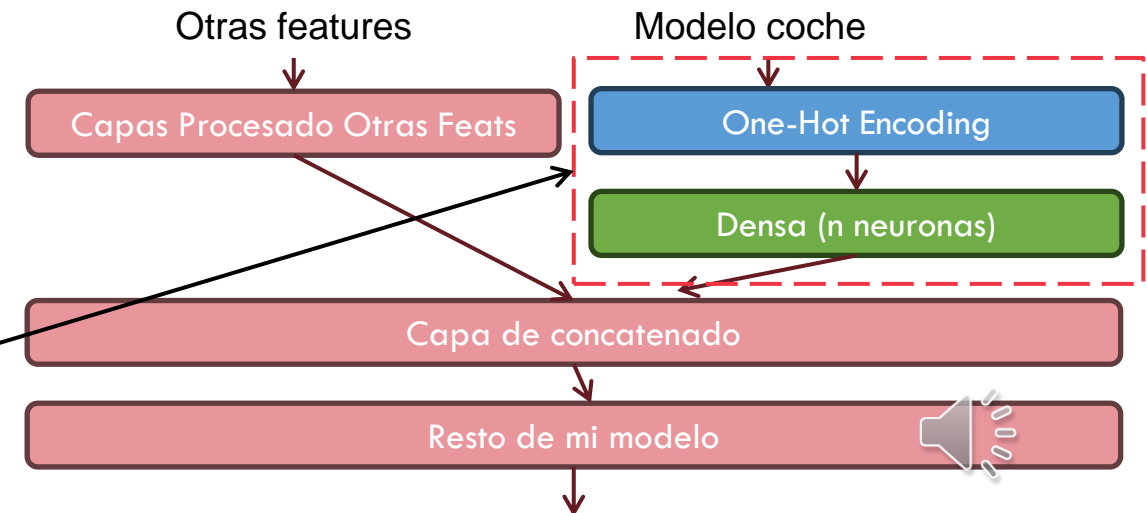 Otras features
Modelo coche
Capas Procesado Otras Feats
One-Hot Encoding
Densa (n neuronas)
Capa de concatenado
Resto de mi modelo